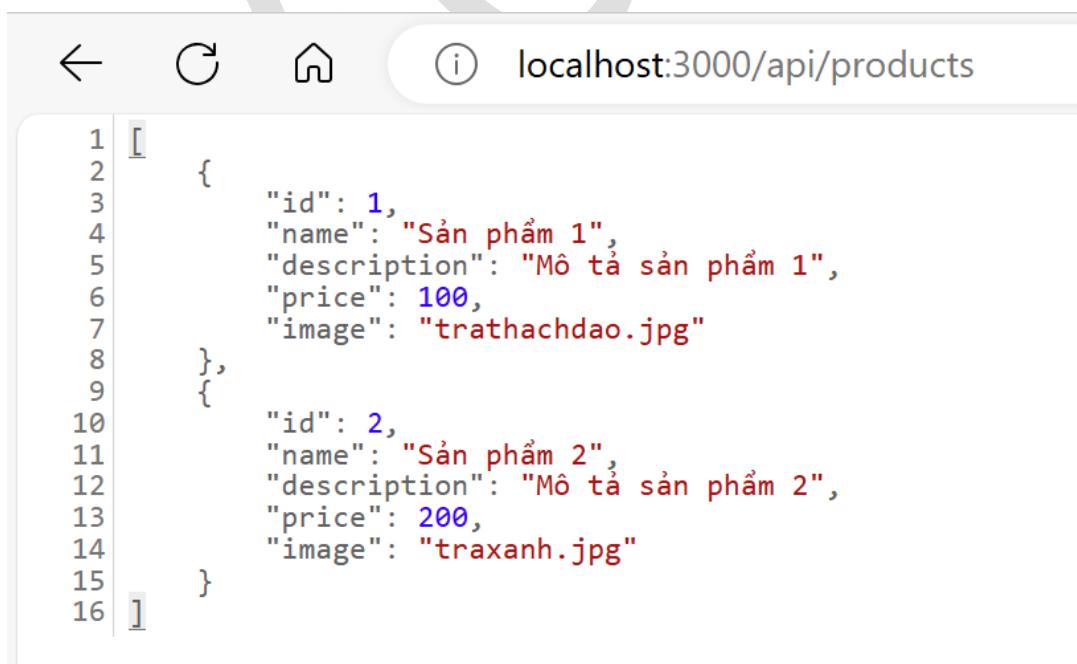 localhost:3000/api/products
1 [
2 {
3 "id": 1,
4 "name": "Sản phẩm 1",
5 "description": "Mô tả sản phẩm 1",
6 "price": 100,
7 "image": "trathachdao.jpg"
8 },
9 {
10 "id": 2,
11 "name": "Sản phẩm 2",
12 "description": "Mô tả sản phẩm 2",
13 "price": 200,
14 "image": "traxanh.jpg"
15 }
16 ]